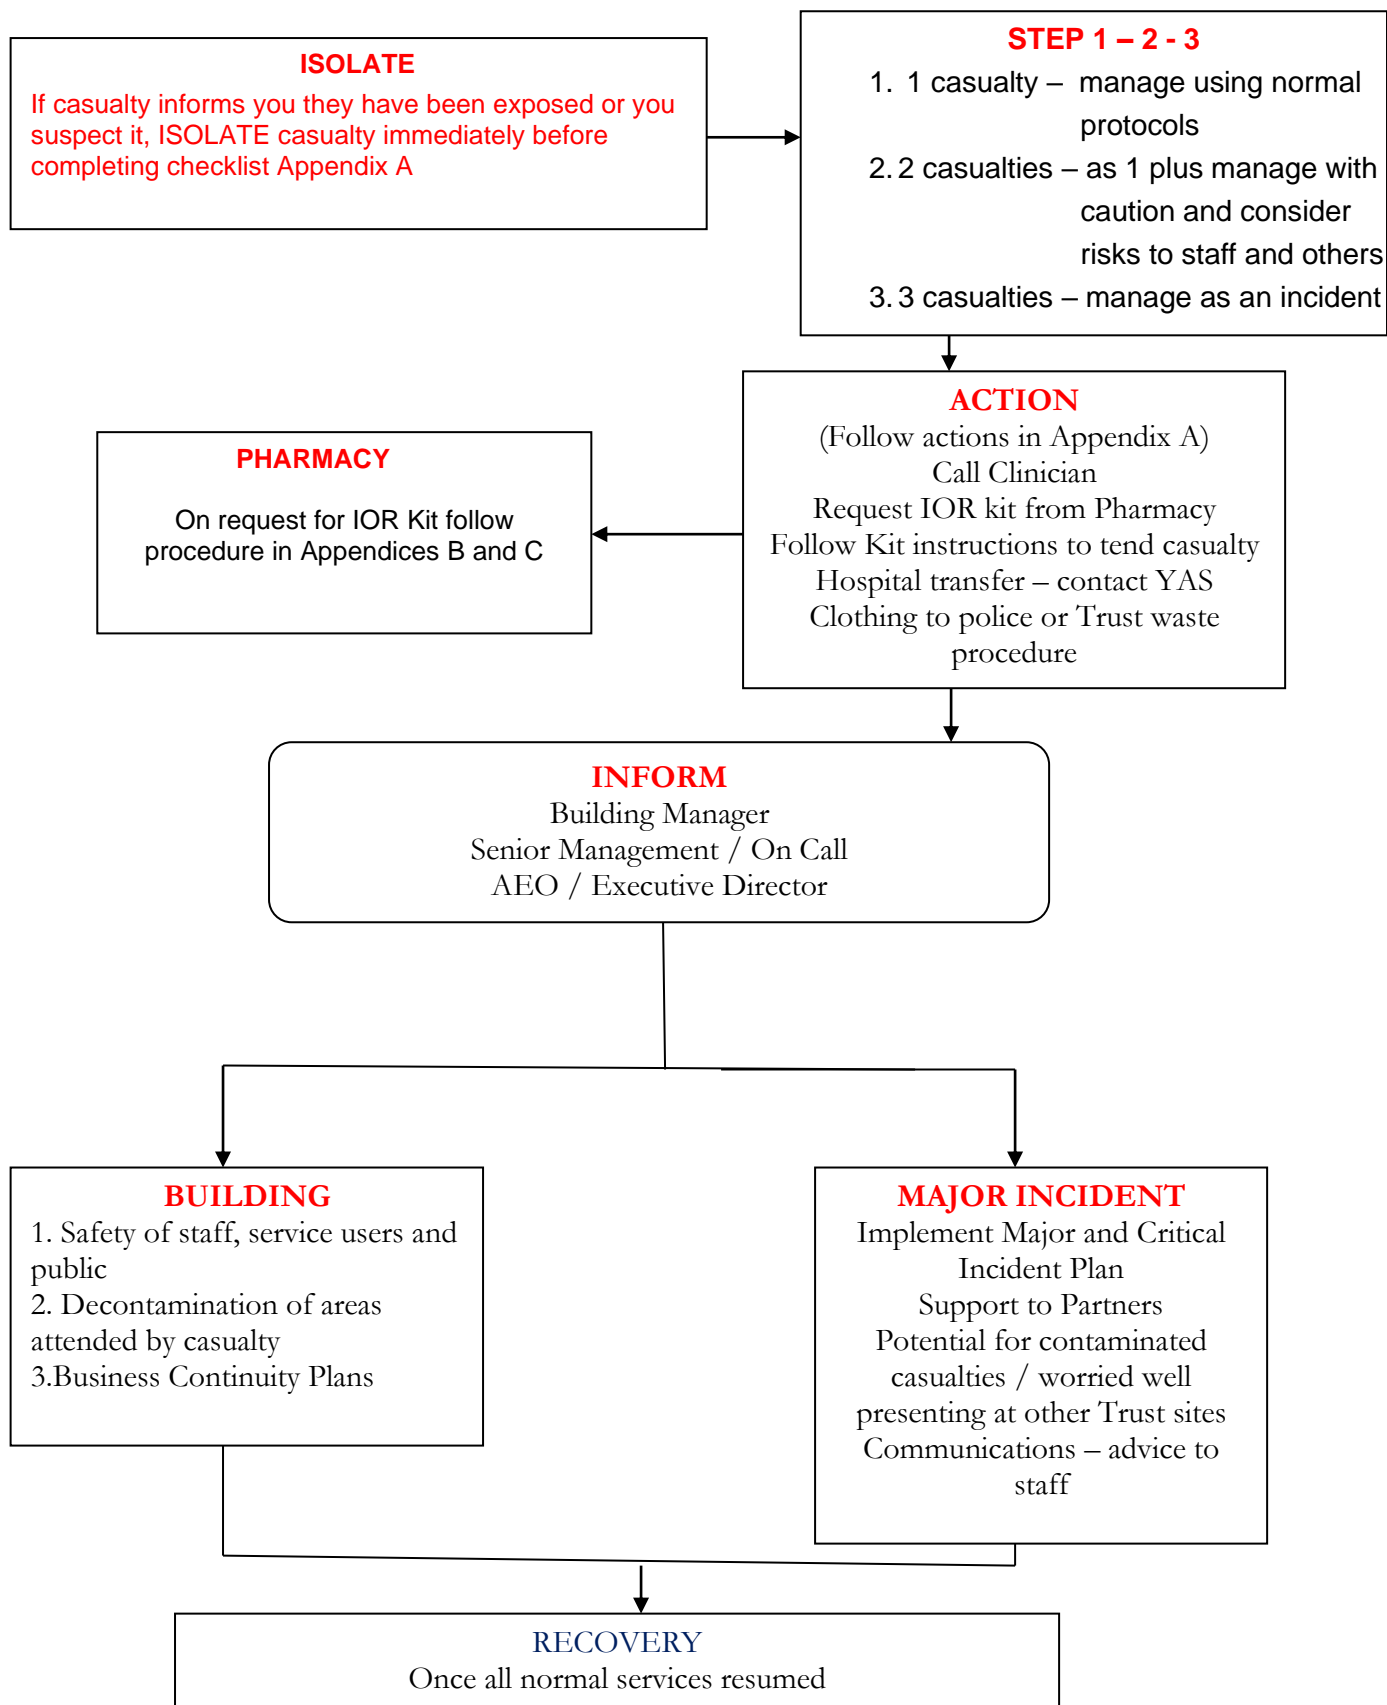 ISOLATE
If casualty informs you they have been exposed or you
suspect it, ISOLATE casualty immediately before
completing checklist Appendix A
STEP 1 – 2 - 3
1. 1 casualty – manage using normal
protocols
2. 2 casualties – as 1 plus manage with
caution and consider
risks to staff and others
3. 3 casualties – manage as an incident
ACTION
(Follow actions in Appendix A)
Call Clinician
Request IOR kit from Pharmacy
Follow Kit instructions to tend casualty
Hospital transfer – contact YAS
Clothing to police or Trust waste
procedure
PHARMACY
On request for IOR Kit follow
procedure in Appendices B and C
INFORM
Building Manager
Senior Management / On Call
AEO / Executive Director
BUILDING
1. Safety of staff, service users and
public
2. Decontamination of areas
attended by casualty
3.Business Continuity Plans
MAJOR INCIDENT
Implement Major and Critical
Incident Plan
Support to Partners
Potential for contaminated
casualties / worried well
presenting at other Trust sites
Communications – advice to
staff
RECOVERY
Once all normal services resumed